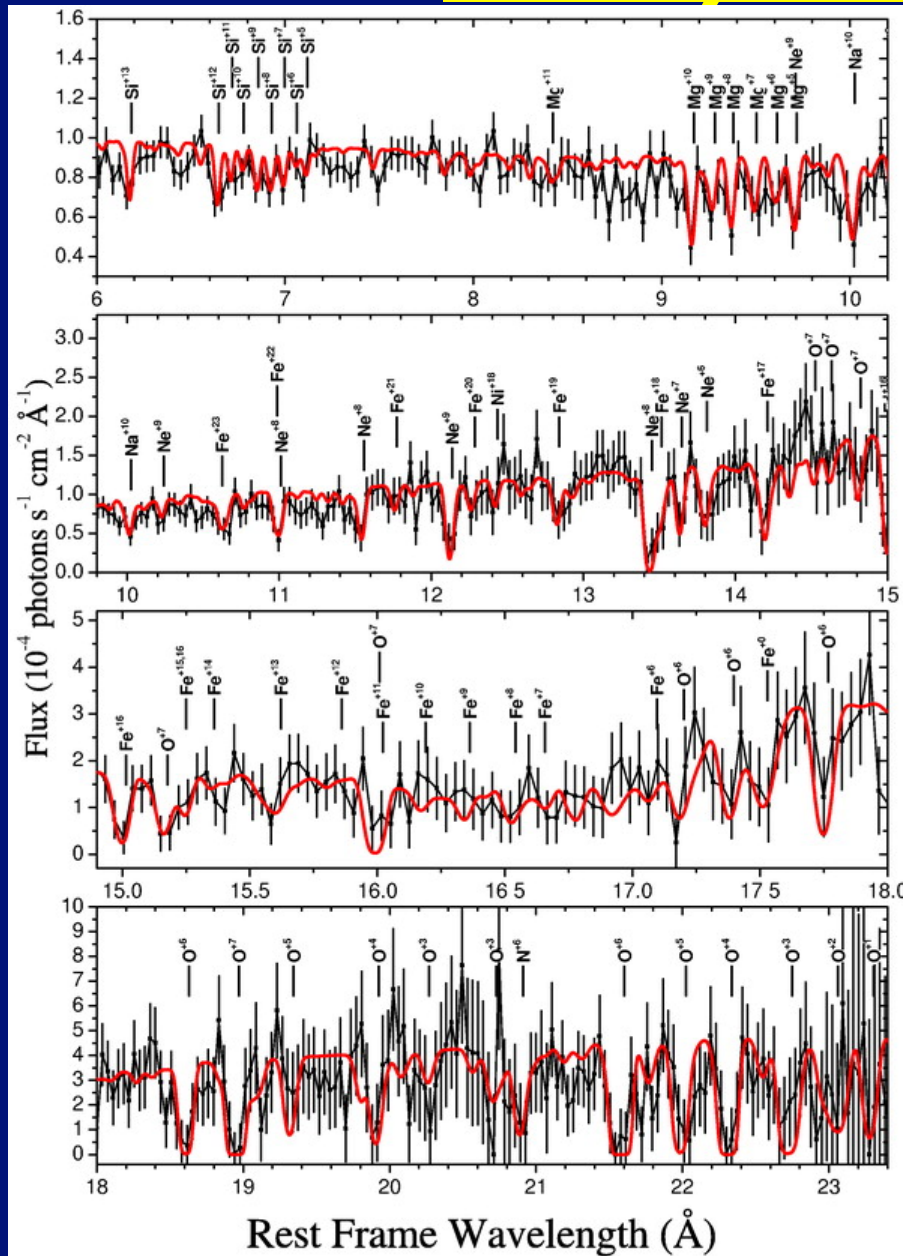 Flux (10⁻⁴ photons s⁻¹ cm⁻² Å⁻¹)
1.6
1.4
1.2
1.0
0.8
0.6
0.4
Si⁺¹³
Si⁺¹²
Si⁺¹¹
Si⁺¹⁰
Si⁺⁹
Si⁺⁸
Si⁺⁷
Si⁺⁶
Si⁺⁵
Mg⁺¹¹
Mg⁺¹⁰
Mg⁺⁹
Mg⁺⁸
Mg⁺⁷
Mg⁺⁶
Mg⁺⁵
Ne⁺⁹
Na⁺¹⁰
6 7 8 9 10
3.0
2.5
2.0
1.5
1.0
0.5
0.0
Na⁺¹⁰
Ne⁺⁹
Fe⁺²³
Ne⁺⁸
Fe⁺²²
Ne⁺⁸
Fe⁺²¹
Ne⁺⁹
Fe⁺²⁰
Ni⁺¹⁸
Fe⁺¹⁹
Ne⁺⁸
Fe⁺¹⁸
Ne⁺⁷
Ne⁺⁶
Fe⁺¹⁷
O⁺⁷
O⁺⁷
O⁺⁷
10 11 12 13 14 15
5
4
3
2
1
0
Fe⁺¹⁶
O⁺⁷
Fe⁺¹⁵,¹⁶
Fe⁺¹⁴
Fe⁺¹³
Fe⁺¹²
O⁺⁷
Fe⁺¹¹
Fe⁺¹⁰
Fe⁺⁹
Fe⁺⁸
Fe⁺⁷
Fe⁺⁶
O⁺⁶
O⁺⁶
Fe⁺⁰
O⁺⁶
15.0 15.5 16.0 16.5 17.0 17.5 18.0
10
9
8
7
6
5
4
3
2
1
0
O⁺⁶
O⁺⁷
O⁺⁵
O⁺⁴
O⁺³
O⁺³
N⁺⁶
O⁺⁶
O⁺⁵
O⁺⁴
O⁺³
O⁺²
O⁺¹
18 19 20 21 22 23
Rest Frame Wavelength (Å)